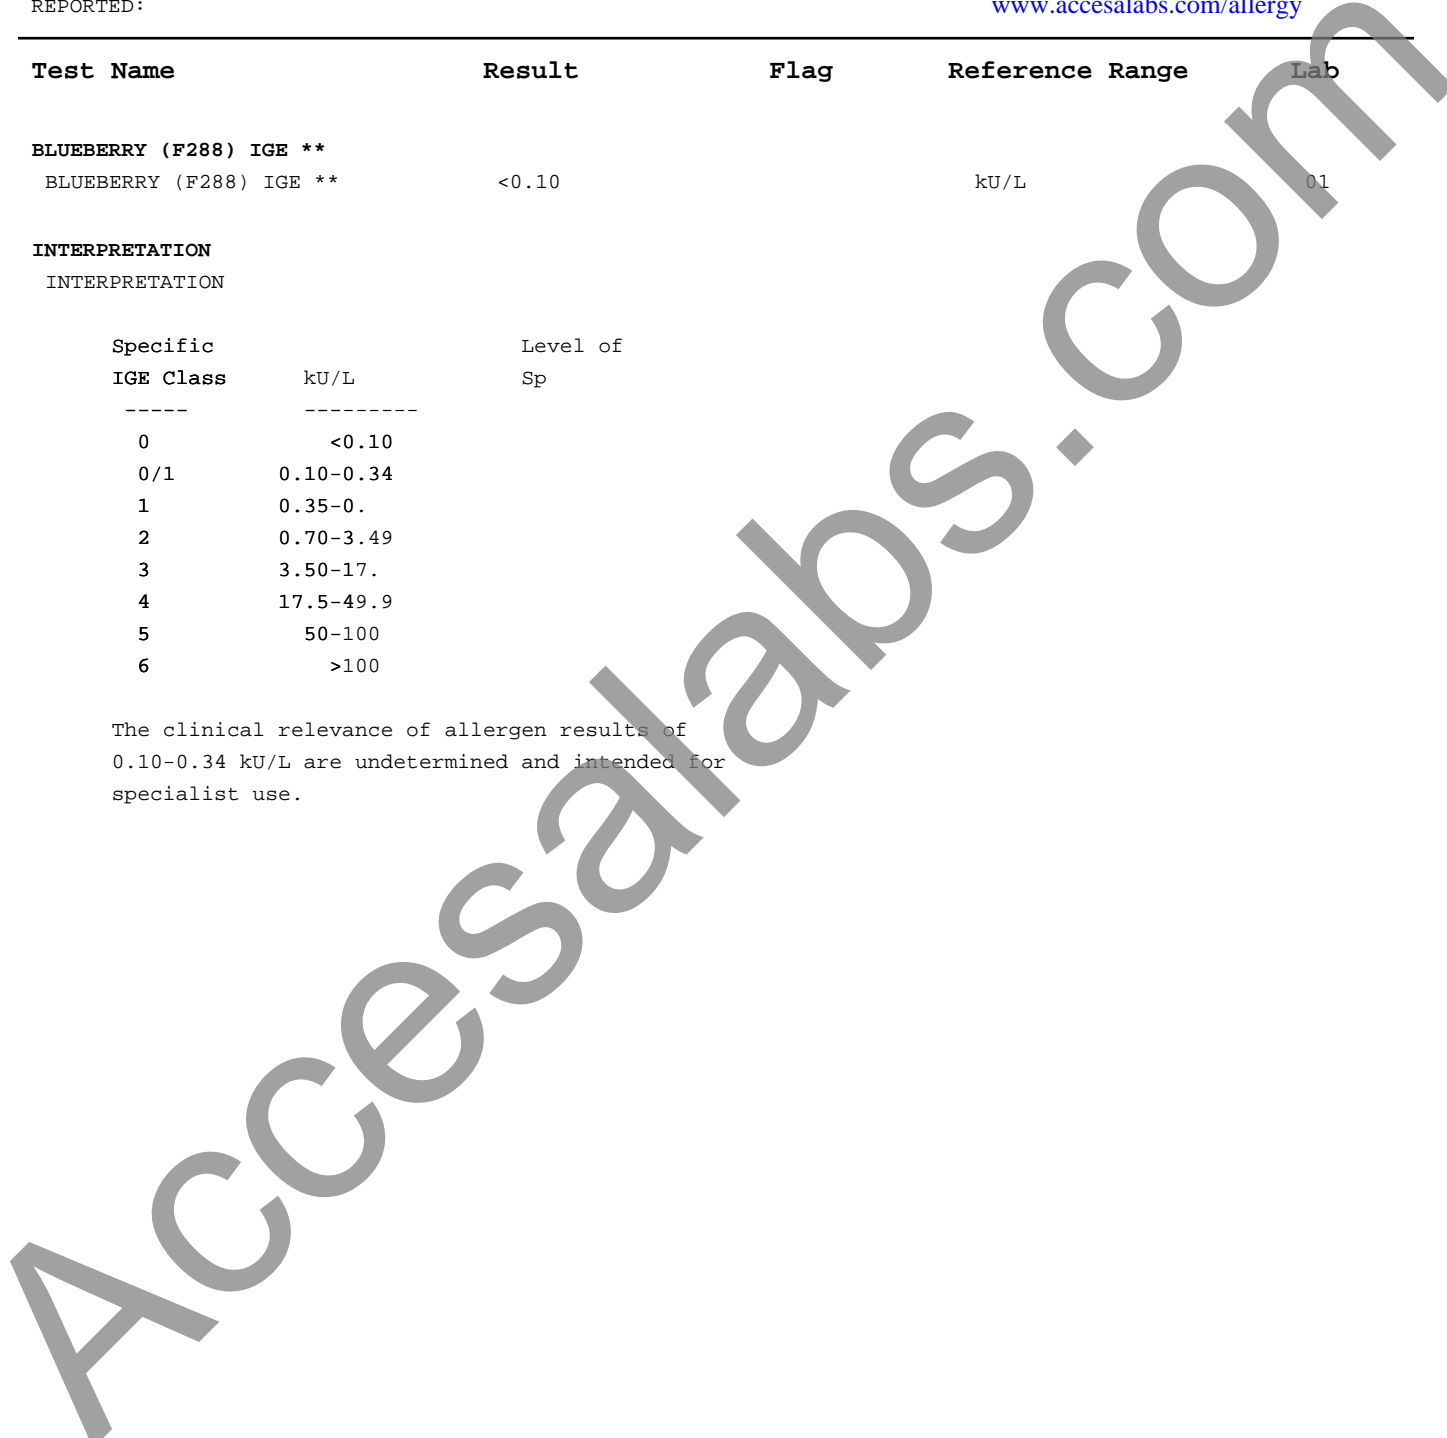 REPORTED: www.accesalabs.com/allergy
Test Name Result Flag Reference Range Lab
BLUEBERRY (F288) IGE **
BLUEBERRY (F288) IGE ** <0.10 kU/L 01
INTERPRETATION
INTERPRETATION
Specific Level of
IGE Class kU/L Sp
----- ---------
0 <0.10
0/1 0.10-0.34
1 0.35-0.
2 0.70-3.49
3 3.50-17.
4 17.5-49.9
5 50-100
6 >100
The clinical relevance of allergen results of
0.10-0.34 kU/L are undetermined and intended for
specialist use.
Accesalabs.com